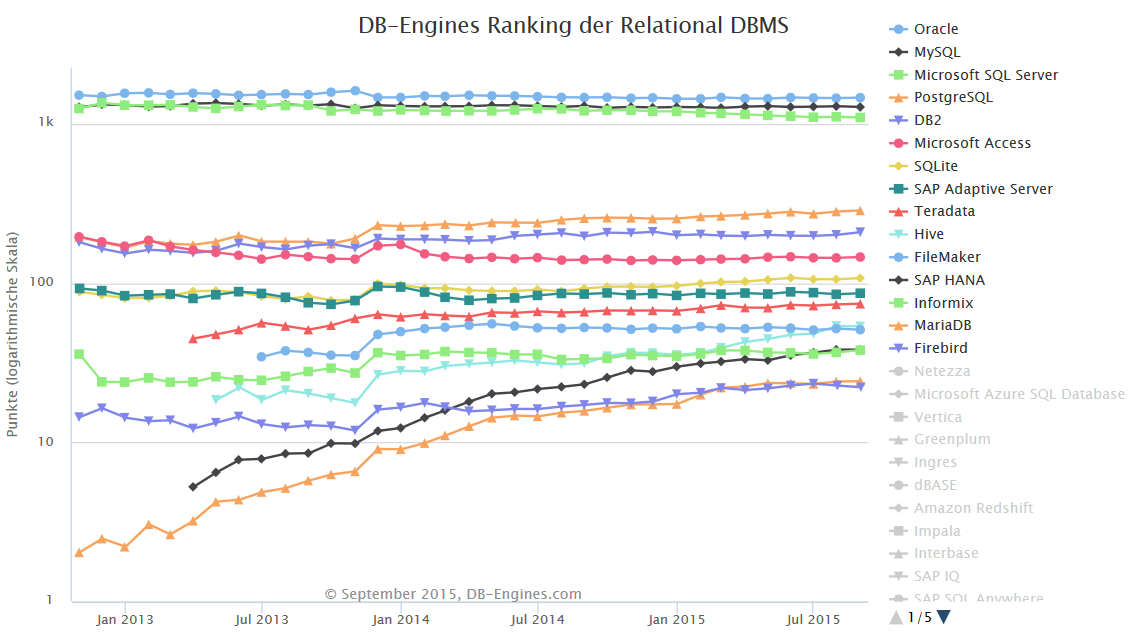 DB-Engines Ranking der Relational DBMS
Punkte (logarithmische Skala)
1k
100
10
1
Jan 2013
Jul 2013
Jan 2014
Jul 2014
Jan 2015
Jul 2015
© September 2015, DB-Engines.com
Oracle
MySQL
Microsoft SQL Server
PostgreSQL
DB2
Microsoft Access
SQLite
SAP Adaptive Server
Teradata
Hive
FileMaker
SAP HANA
Informix
MariaDB
Firebird
Netezza
Microsoft Azure SQL Database
Vertica
Greenplum
Ingres
dBASE
Amazon Redshift
Impala
Interbase
SAP IQ
SAP SQL Anywhere
1/5